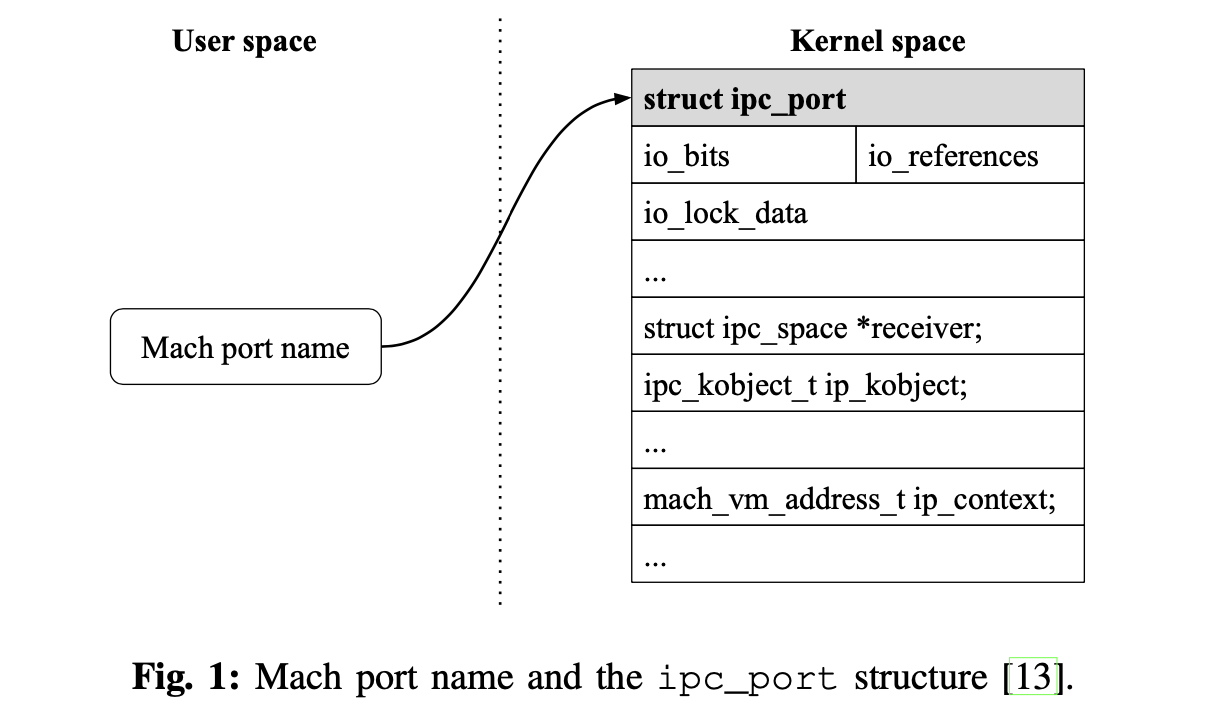 User space
Kernel space
struct ipc_port
io_bits
io_references
io_lock_data
...
struct ipc_space *receiver;
Mach port name
ipc_kobject_t ip_kobject;
...
mach_vm_address_t ip_context;
...
Fig. 1: Mach port name and the ipc_port structure [13].